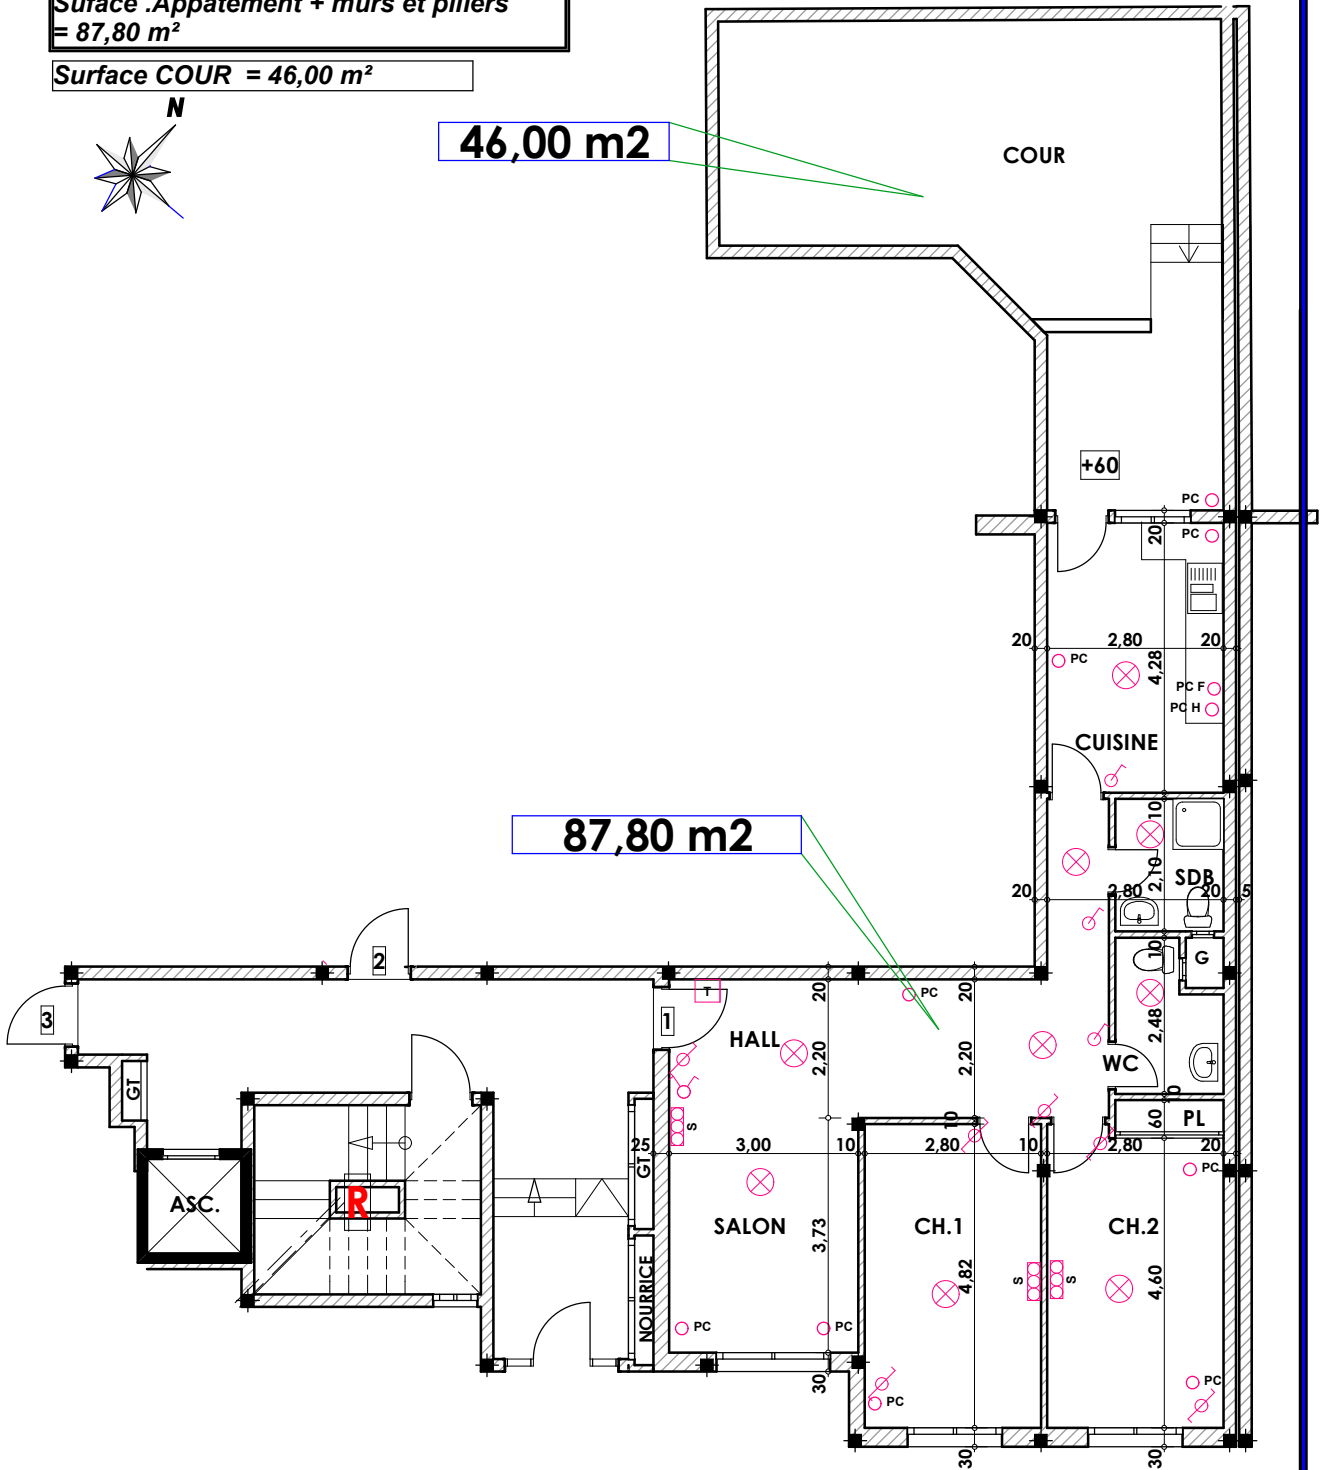 Suface .Appatement + murs et piliers
= 87,80 m²
Surface COUR = 46,00 m²
N
46,00 m2
COUR
+60
PC
20
PC
20
2,80
20
PC
4,28
PC F
PC H
CUISINE
87,80 m2
10
2,10
SDB
20
2,80
20
5
2
10
G
3
1
T
20
PC
20
HALL
2,20
2,20
2,48
WC
GT
10
10
60
PL
S
25
3,00
10
2,80
10
2,80
20
GT
PC
ASC.
R
SALON
3,73
CH.1
CH.2
4,82
S
S
4,60
NOURRICE
PC
PC
30
PC
PC
30
30